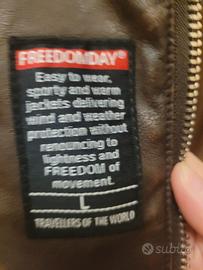 FREEDOMDAY®
Easy to wear,
sporty and warm
jackets delivering
wind and weather
protection without
renouncing to
lightness and
FREEDOM of
movement.
L
TRAVELLERS OF THE WORLD
subito